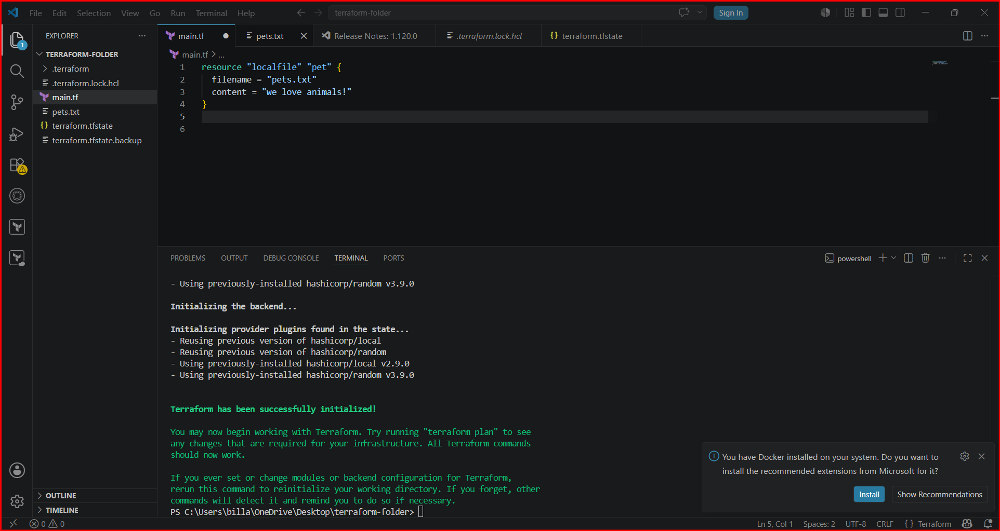 File Edit Selection View Go Run Terminal Help
terraform-folder
Sign In
EXPLORER
TERRAFORM-FOLDER
.terraform
.terraform.lock.hcl
main.tf
pets.txt
terraform.tfstate
terraform.tfstate.backup
OUTLINE
TIMELINE
1
main.tf
pets.txt
Release Notes: 1.120.0
.terraform.lock.hcl
terraform.tfstate
main.tf > ...
1 resource "localfile" "pet" {
2 filename = "pets.txt"
3 content = "we love animals!"
4 }
5
6
PROBLEMS OUTPUT DEBUG CONSOLE TERMINAL PORTS
powershell
- Using previously-installed hashicorp/random v3.9.0
Initializing the backend...
Initializing provider plugins found in the state...
- Reusing previous version of hashicorp/local
- Reusing previous version of hashicorp/random
- Using previously-installed hashicorp/local v2.9.0
- Using previously-installed hashicorp/random v3.9.0
Terraform has been successfully initialized!
You may now begin working with Terraform. Try running "terraform plan" to see
any changes that are required for your infrastructure. All Terraform commands
should now work.
If you ever set or change modules or backend configuration for Terraform,
rerun this command to reinitialize your working directory. If you forget, other
commands will detect it and remind you to do so if necessary.
PS C:\Users\billa\OneDrive\Desktop\terraform-folder>
You have Docker installed on your system. Do you want to
install the recommended extensions from Microsoft for it?
Install
Show Recommendations
0 0
Ln 5, Col 1 Spaces: 2 UTF-8 CRLF { } Terraform